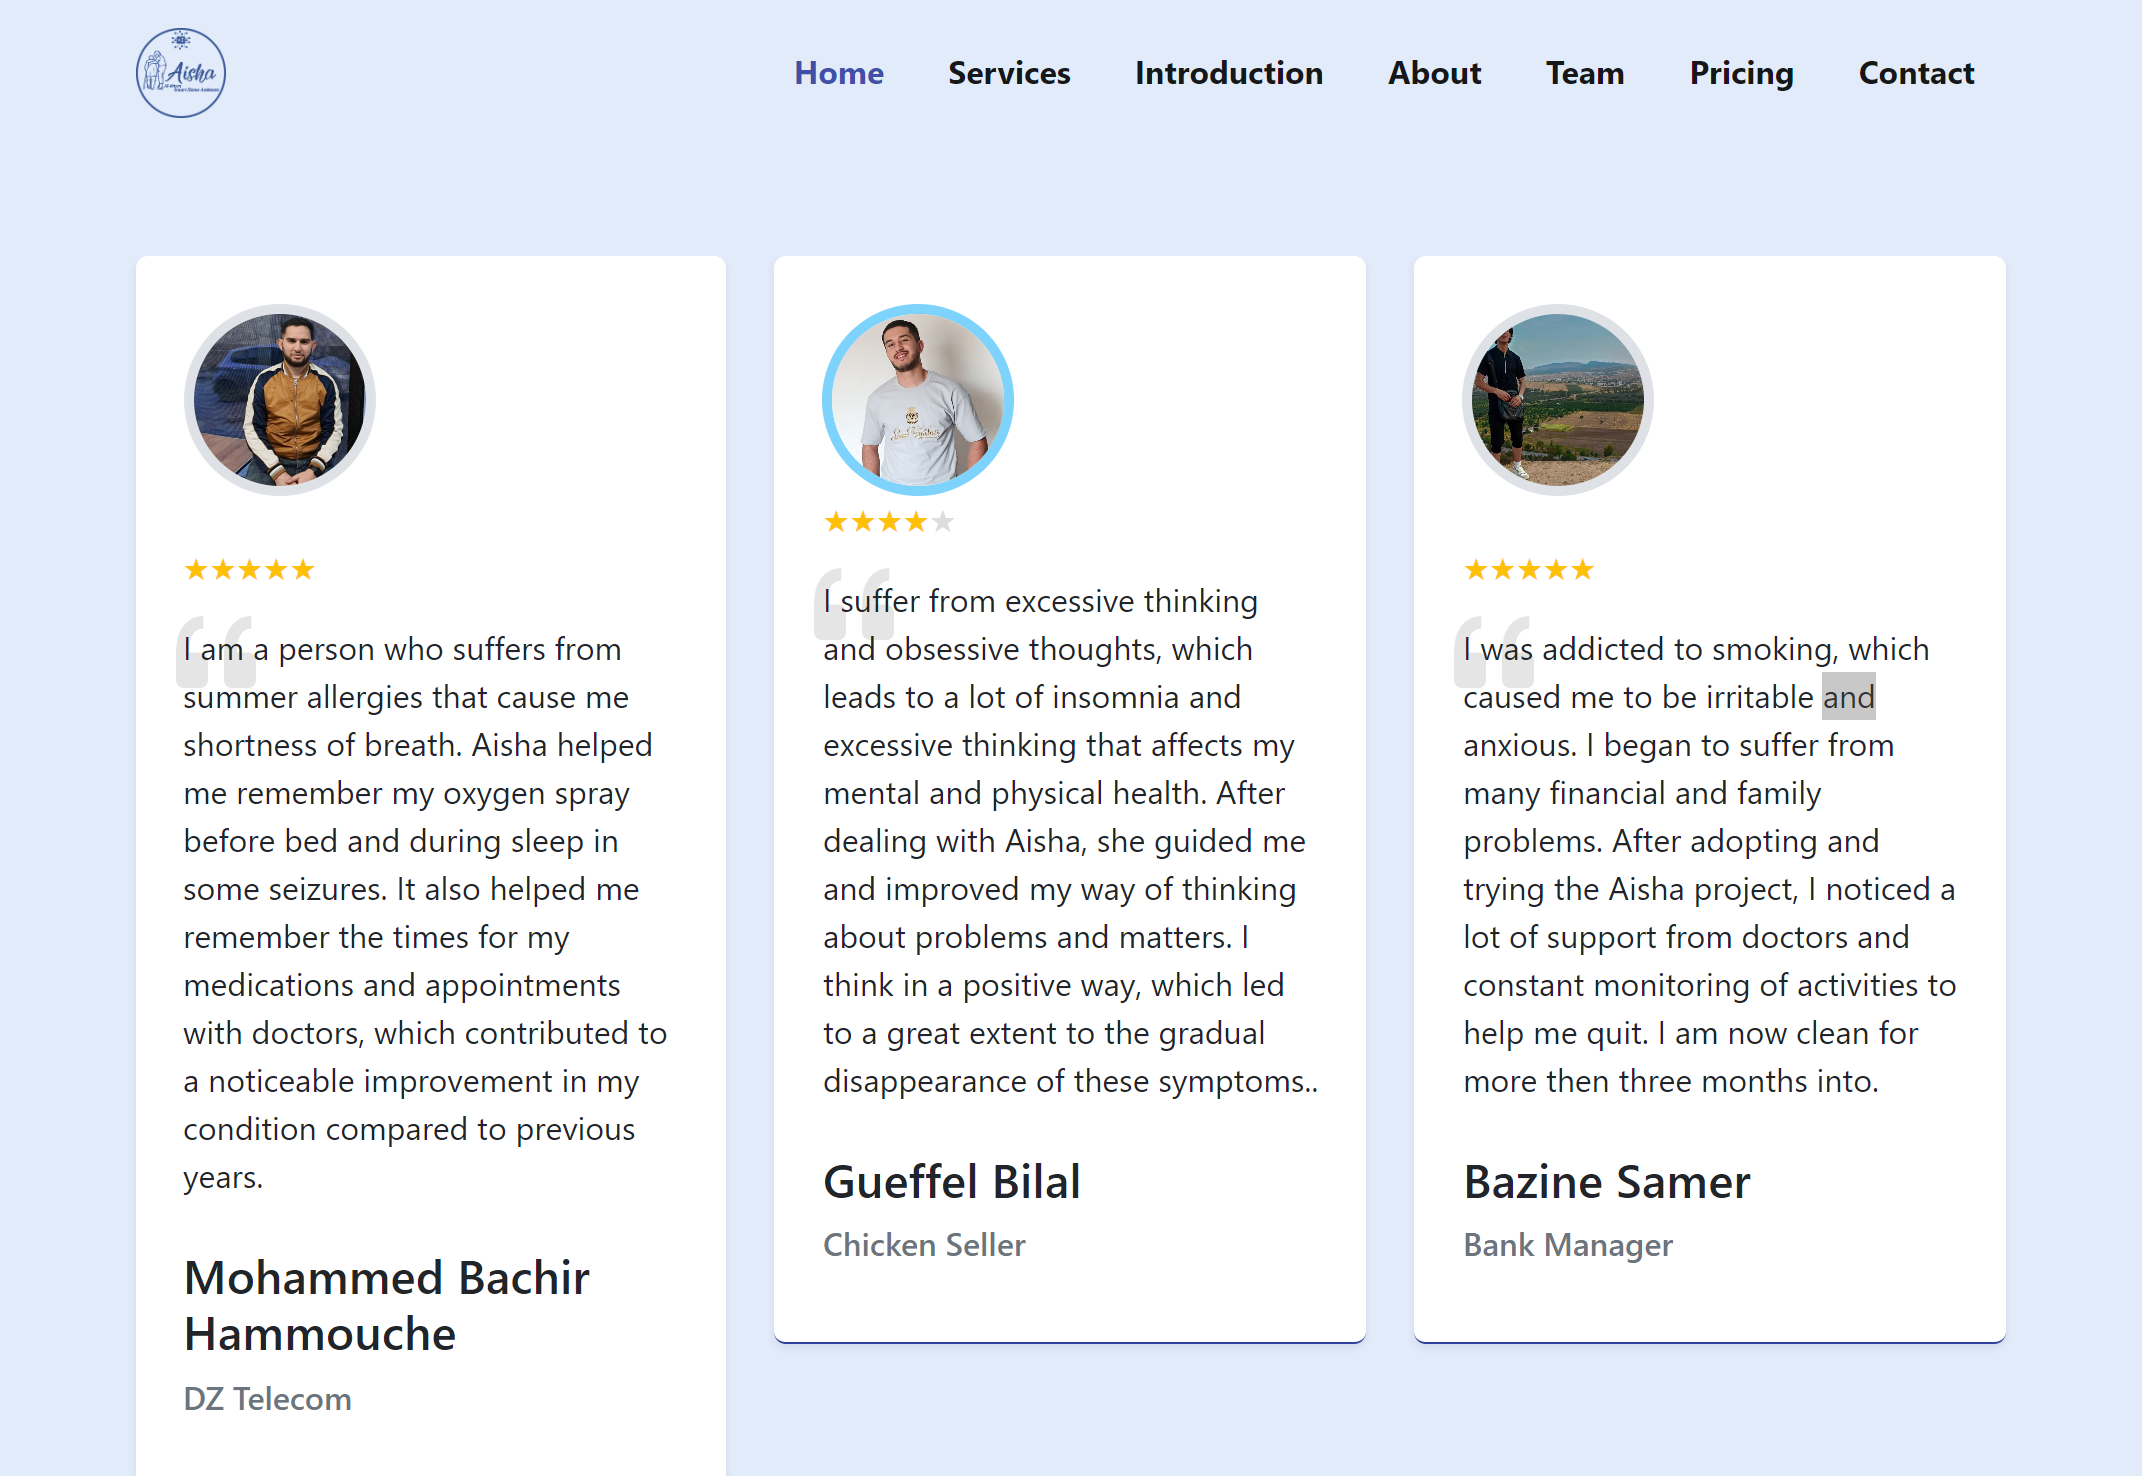 Aisha
Home Services Introduction About Team Pricing Contact
I am a person who suffers from
summer allergies that cause me
shortness of breath. Aisha helped
me remember my oxygen spray
before bed and during sleep in
some seizures. It also helped me
remember the times for my
medications and appointments
with doctors, which contributed to
a noticeable improvement in my
condition compared to previous
years.
Mohammed Bachir
Hammouche
DZ Telecom
I suffer from excessive thinking
and obsessive thoughts, which
leads to a lot of insomnia and
excessive thinking that affects my
mental and physical health. After
dealing with Aisha, she guided me
and improved my way of thinking
about problems and matters. I
think in a positive way, which led
to a great extent to the gradual
disappearance of these symptoms..
Gueffel Bilal
Chicken Seller
I was addicted to smoking, which
caused me to be irritable and
anxious. I began to suffer from
many financial and family
problems. After adopting and
trying the Aisha project, I noticed a
lot of support from doctors and
constant monitoring of activities to
help me quit. I am now clean for
more then three months into.
Bazine Samer
Bank Manager